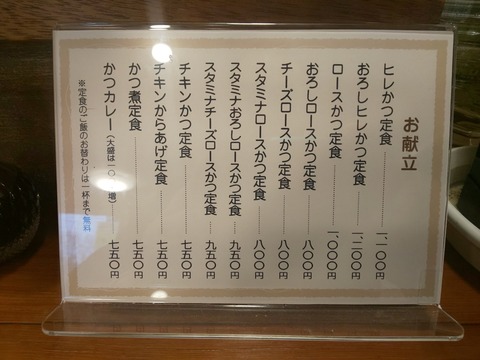 お献立
ヒレかつ定食………一、一〇〇円
おろしヒレかつ定食………一、二〇〇円
ロースかつ定食………一、〇〇〇円
おろしロースかつ定食………八〇〇円
チーズロースかつ定食………八〇〇円
スタミナロースかつ定食………八〇〇円
スタミナおろしロースかつ定食……九五〇円
スタミナチーズロースかつ定食……九五〇円
チキンかつ定食………七五〇円
チキンからあげ定食………七五〇円
かつ煮定食………七五〇円
かつカレー（大盛は一〇 増）……七五〇円
※定食のご飯のお替わりは一杯まで無料